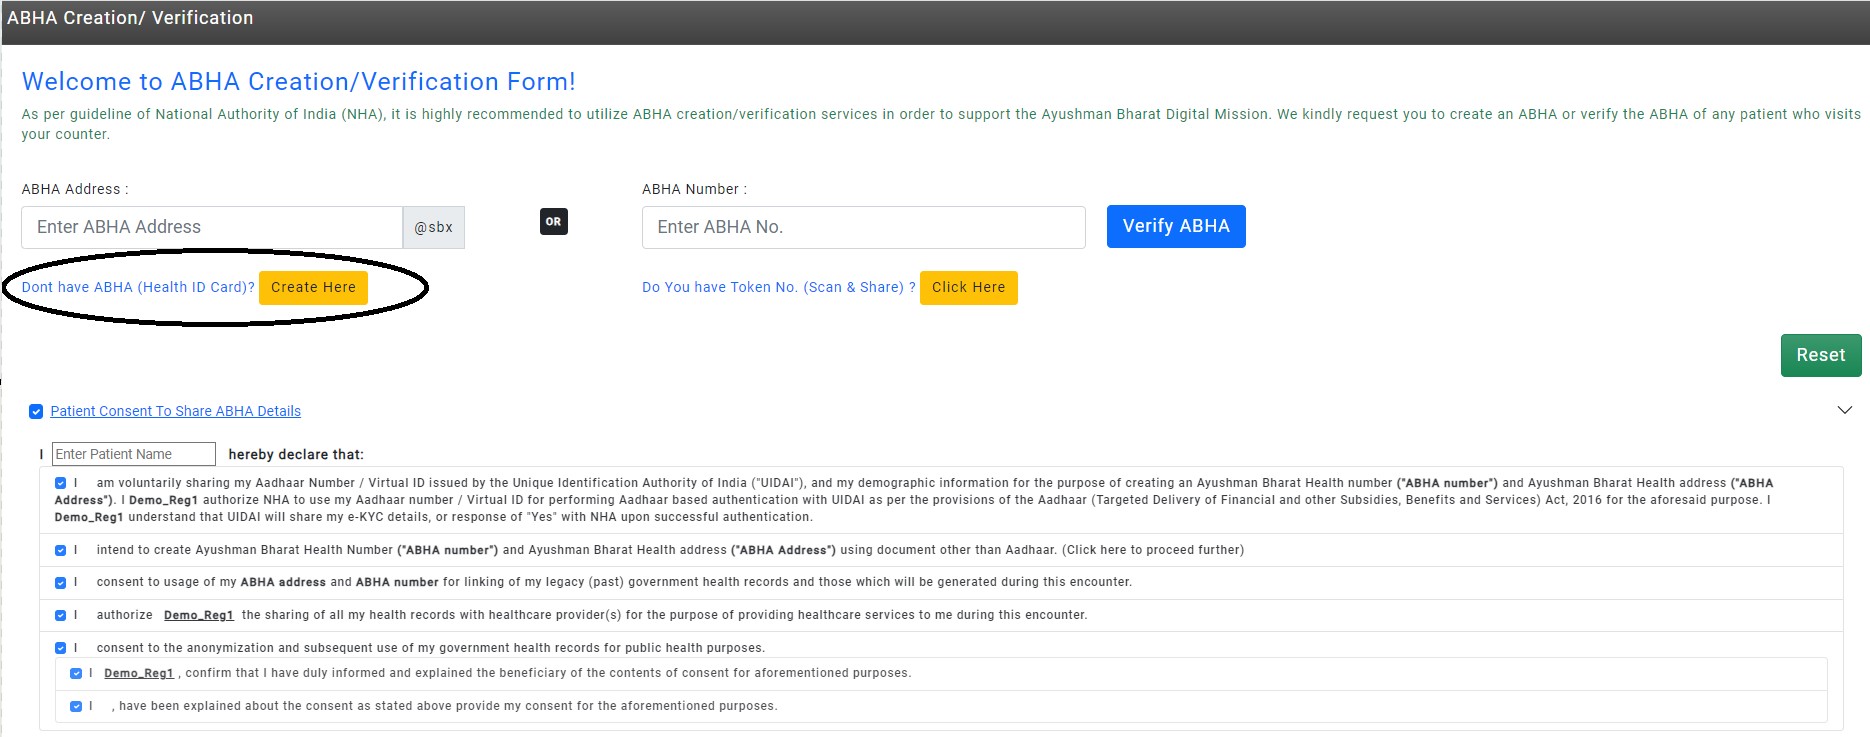 ABHA Creation/ Verification
Welcome to ABHA Creation/Verification Form!
As per guideline of National Authority of India (NHA), it is highly recommended to utilize ABHA creation/verification services in order to support the Ayushman Bharat Digital Mission. We kindly request you to create an ABHA or verify the ABHA of any patient who visits
your counter.
ABHA Address :
Enter ABHA Address @sbx
OR
ABHA Number :
Enter ABHA No.
Verify ABHA
Dont have ABHA (Health ID Card)? Create Here
Do You have Token No. (Scan & Share) ? Click Here
Reset
Patient Consent To Share ABHA Details
I Enter Patient Name hereby declare that:
I am voluntarily sharing my Aadhaar Number / Virtual ID issued by the Unique Identification Authority of India ("UIDAI"), and my demographic information for the purpose of creating an Ayushman Bharat Health number ("ABHA number") and Ayushman Bharat Health address ("ABHA
Address"). I Demo_Reg1 authorize NHA to use my Aadhaar number / Virtual ID for performing Aadhaar based authentication with UIDAI as per the provisions of the Aadhaar (Targeted Delivery of Financial and other Subsidies, Benefits and Services) Act, 2016 for the aforesaid purpose. I
Demo_Reg1 understand that UIDAI will share my e-KYC details, or response of "Yes" with NHA upon successful authentication.
I intend to create Ayushman Bharat Health Number ("ABHA number") and Ayushman Bharat Health address ("ABHA Address") using document other than Aadhaar. (Click here to proceed further)
I consent to usage of my ABHA address and ABHA number for linking of my legacy (past) government health records and those which will be generated during this encounter.
I authorize Demo_Reg1 the sharing of all my health records with healthcare provider(s) for the purpose of providing healthcare services to me during this encounter.
I consent to the anonymization and subsequent use of my government health records for public health purposes.
I Demo_Reg1 , confirm that I have duly informed and explained the beneficiary of the contents of consent for aforementioned purposes.
I , have been explained about the consent as stated above provide my consent for the aforementioned purposes.